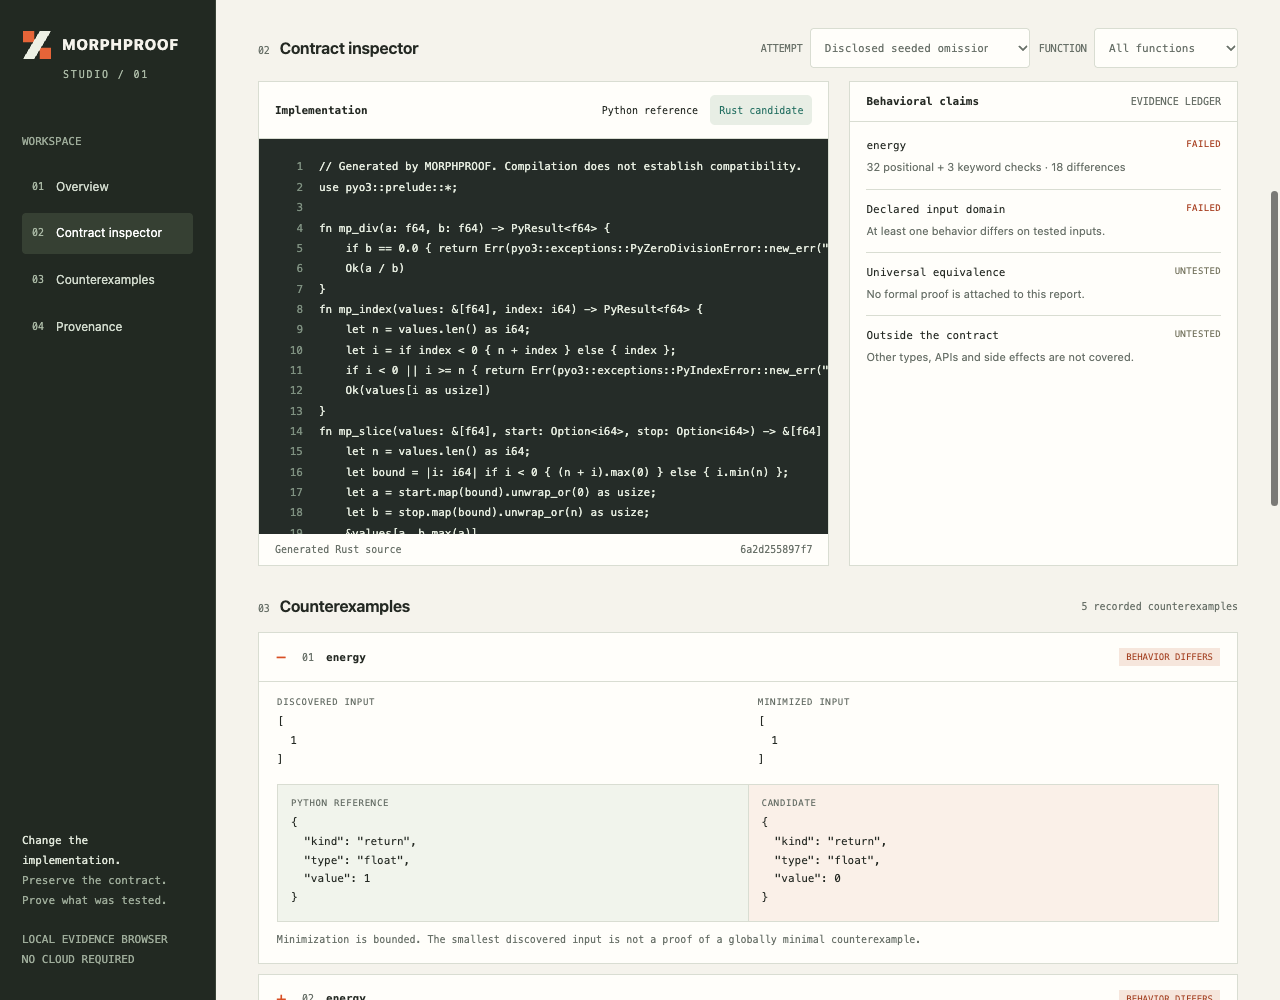 MORPHPROOF
STUDIO / 01
WORKSPACE
01 Overview
02 Contract inspector
03 Counterexamples
04 Provenance
Change the
implementation.
Preserve the contract.
Prove what was tested.
LOCAL EVIDENCE BROWSER
NO CLOUD REQUIRED
02 Contract inspector
ATTEMPT Disclosed seeded omission FUNCTION All functions
Implementation Python reference Rust candidate
1 // Generated by MORPHPROOF. Compilation does not establish compatibility.
2 use pyo3::prelude::*;
3
4 fn mp_div(a: f64, b: f64) -> PyResult<f64> {
5 if b == 0.0 { return Err(pyo3::exceptions::PyZeroDivisionError::new_err("
6 Ok(a / b)
7 }
8 fn mp_index(values: &[f64], index: i64) -> PyResult<f64> {
9 let n = values.len() as i64;
10 let i = if index < 0 { n + index } else { index };
11 if i < 0 || i >= n { return Err(pyo3::exceptions::PyIndexError::new_err("
12 Ok(values[i as usize])
13 }
14 fn mp_slice(values: &[f64], start: Option<i64>, stop: Option<i64>) -> &[f64]
15 let n = values.len() as i64;
16 let bound = |i: i64| if i < 0 { (n + i).max(0) } else { i.min(n) };
17 let a = start.map(bound).unwrap_or(0) as usize;
18 let b = stop.map(bound).unwrap_or(n) as usize;
19 &values[a..b.max(a)]
Generated Rust source 6a2d255897f7
Behavioral claims EVIDENCE LEDGER
energy FAILED
32 positional + 3 keyword checks · 18 differences
Declared input domain FAILED
At least one behavior differs on tested inputs.
Universal equivalence UNTESTED
No formal proof is attached to this report.
Outside the contract UNTESTED
Other types, APIs and side effects are not covered.
03 Counterexamples 5 recorded counterexamples
− 01 energy BEHAVIOR DIFFERS
DISCOVERED INPUT
[
1
]
MINIMIZED INPUT
[
1
]
PYTHON REFERENCE
{
"kind": "return",
"type": "float",
"value": 1
}
CANDIDATE
{
"kind": "return",
"type": "float",
"value": 0
}
Minimization is bounded. The smallest discovered input is not a proof of a globally minimal counterexample.
+ 02 energy BEHAVIOR DIFFERS